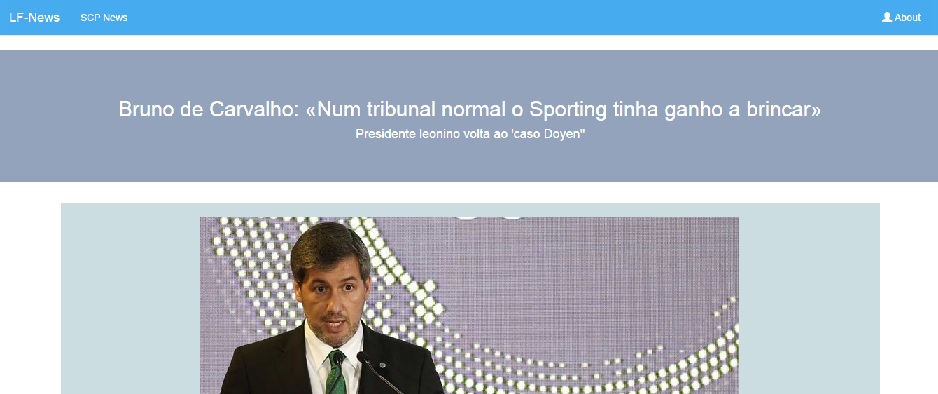 LF-News SCP News About
Bruno de Carvalho: «Num tribunal normal o Sporting tinha ganho a brincar»
Presidente leonino volta ao 'caso Doyen''